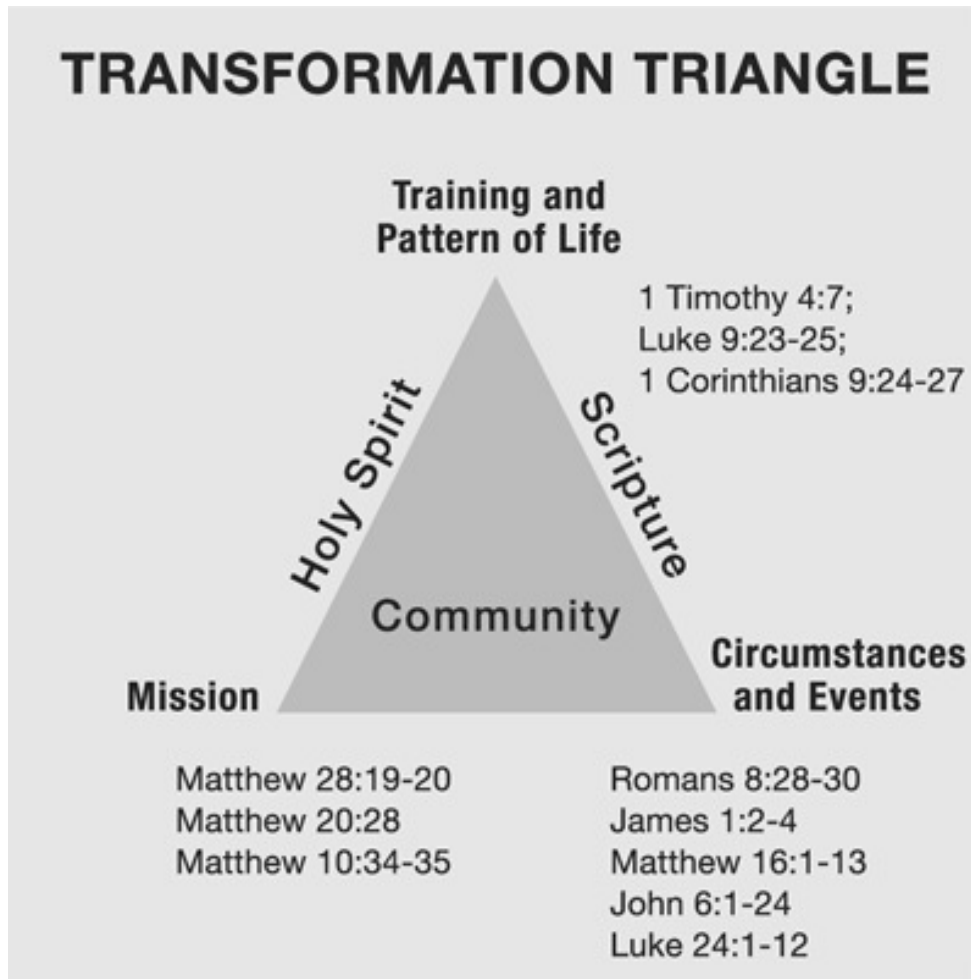 TRANSFORMATION TRIANGLE
Training and
Pattern of Life
1 Timothy 4:7;
Luke 9:23-25;
1 Corinthians 9:24-27
Holy Spirit
Scripture
Community
Mission
Circumstances
and Events
Matthew 28:19-20
Matthew 20:28
Matthew 10:34-35
Romans 8:28-30
James 1:2-4
Matthew 16:1-13
John 6:1-24
Luke 24:1-12